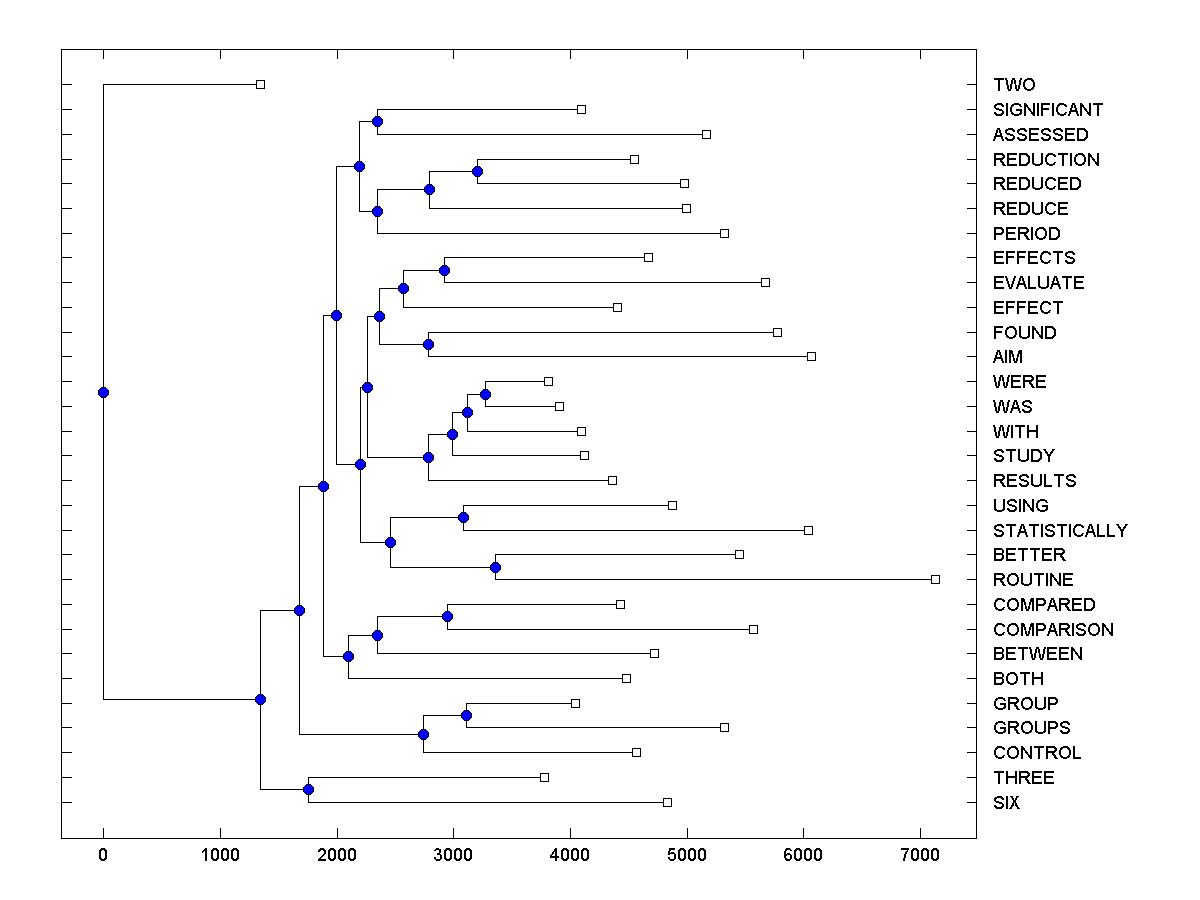 TWO
SIGNIFICANT
ASSESSED
REDUCTION
REDUCED
REDUCE
PERIOD
EFFECTS
EVALUATE
EFFECT
FOUND
AIM
WERE
WAS
WITH
STUDY
RESULTS
USING
STATISTICALLY
BETTER
ROUTINE
COMPARED
COMPARISON
BETWEEN
BOTH
GROUP
GROUPS
CONTROL
THREE
SIX
0 1000 2000 3000 4000 5000 6000 7000